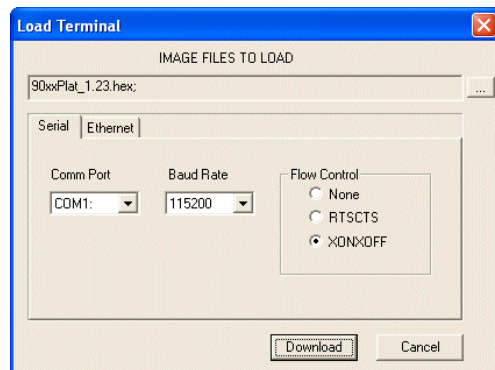 Load Terminal
IMAGE FILES TO LOAD
90xxPlat_1.23.hex;
...
Serial
Ethernet
Comm Port
Baud Rate
Flow Control
COM1:
115200
None
RTSCTS
XONXOFF
Download
Cancel